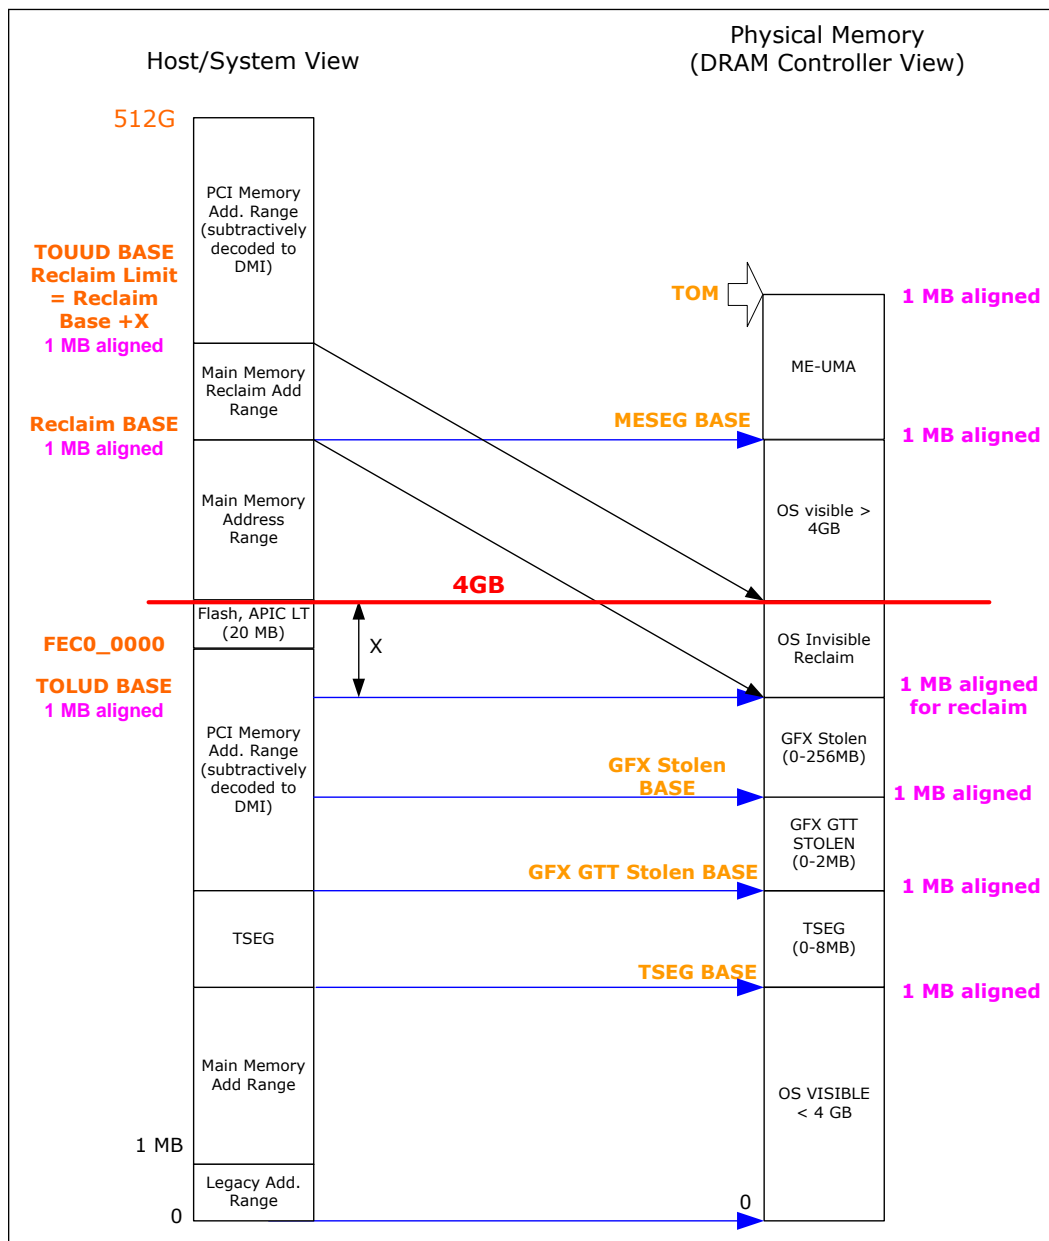 Host/System View
Physical Memory
(DRAM Controller View)
512G
PCI Memory
Add. Range
(subtractively
decoded to
DMI)
TOUUD BASE
Reclaim Limit
= Reclaim
Base +X
1 MB aligned
TOM
1 MB aligned
Main Memory
Reclaim Add
Range
ME-UMA
Reclaim BASE
1 MB aligned
MESEG BASE
1 MB aligned
Main Memory
Address
Range
OS visible >
4GB
4GB
Flash, APIC LT
(20 MB)
X
FEC0_0000
OS Invisible
Reclaim
TOLUD BASE
1 MB aligned
1 MB aligned
for reclaim
PCI Memory
Add. Range
(subtractively
decoded to
DMI)
GFX Stolen
(0-256MB)
GFX Stolen
BASE
1 MB aligned
GFX GTT
STOLEN
(0-2MB)
GFX GTT Stolen BASE
1 MB aligned
TSEG
TSEG
(0-8MB)
TSEG BASE
1 MB aligned
Main Memory
Add Range
OS VISIBLE
< 4 GB
1 MB
Legacy Add.
Range
0
0